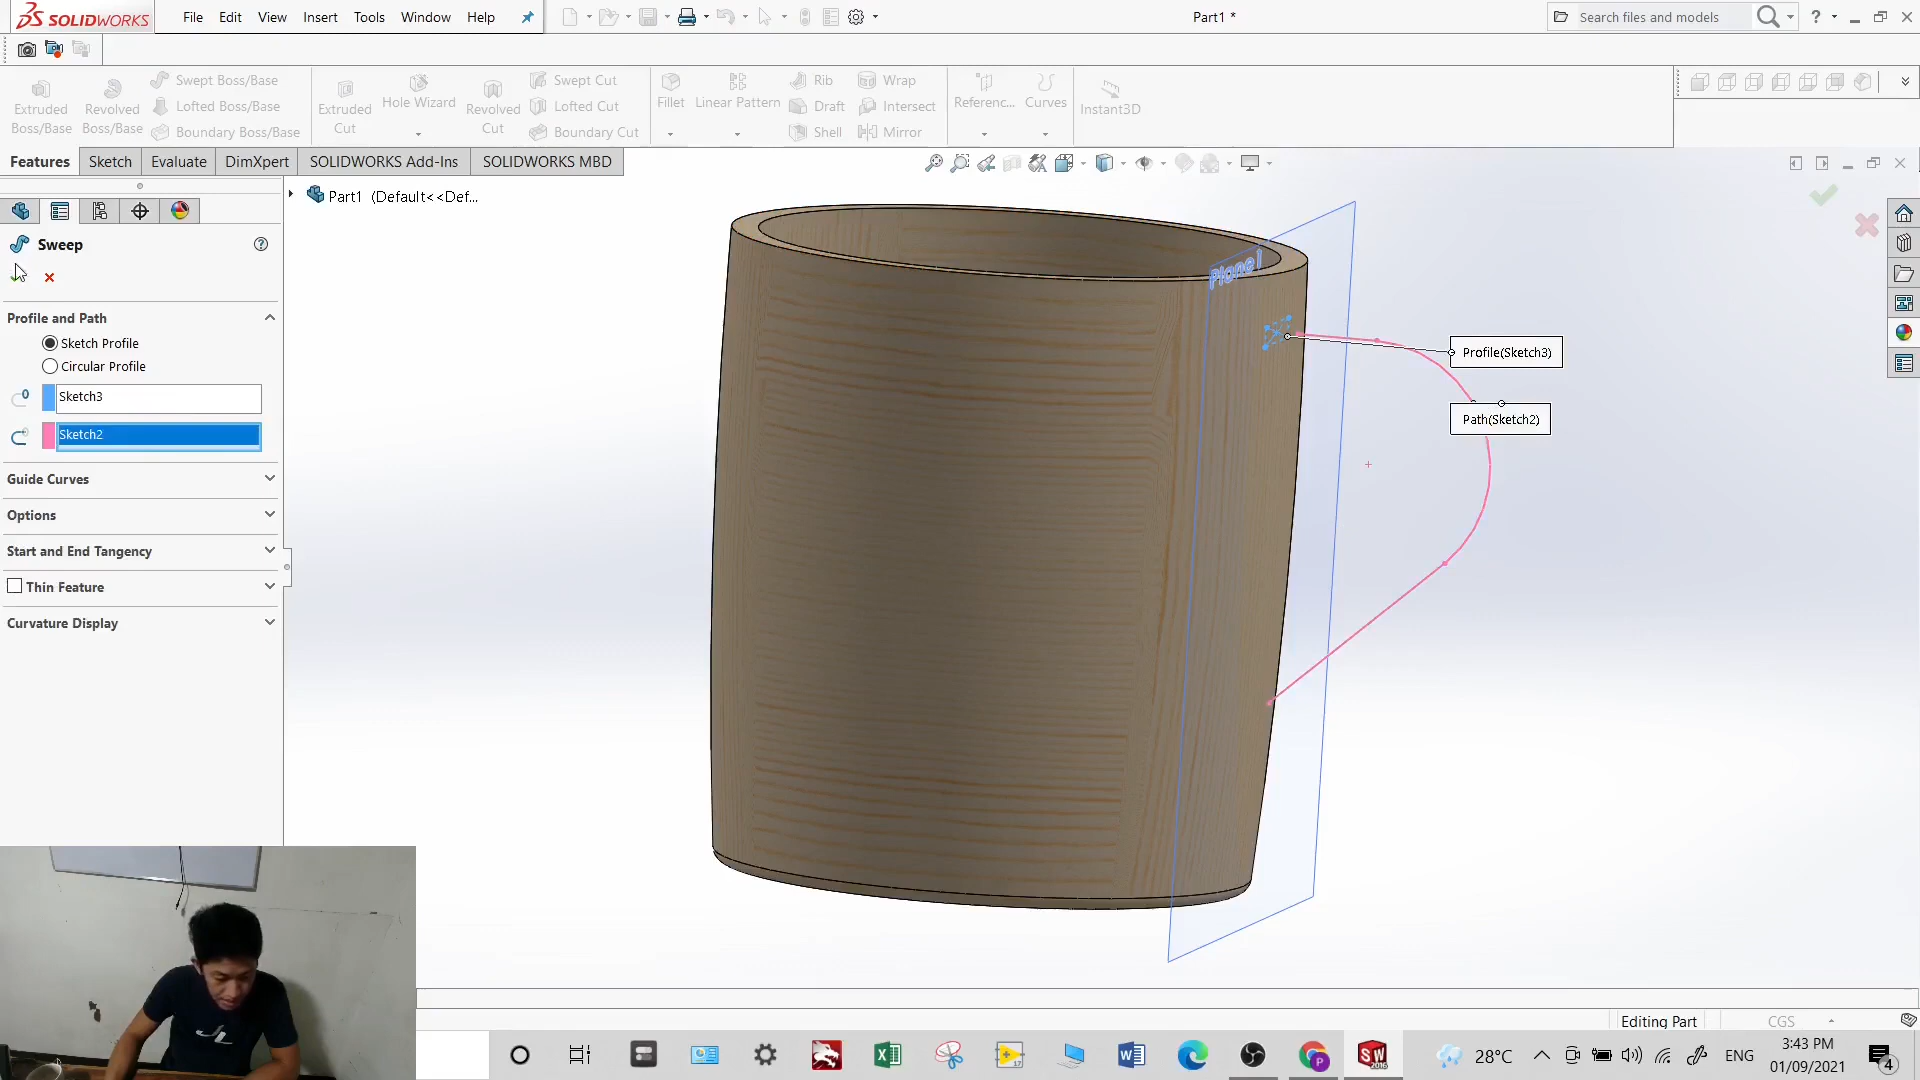 SOLIDWORKS File Edit View Insert Tools Window Help Part1 * Search files and models ?
Extruded Boss/Base Revolved Boss/Base Swept Boss/Base Lofted Boss/Base Boundary Boss/Base
Extruded Cut Hole Wizard Revolved Cut Swept Cut Lofted Cut Boundary Cut
Fillet Linear Pattern Rib Draft Shell Wrap Intersect Mirror
Referenc... Curves Instant3D
Features Sketch Evaluate DimXpert SOLIDWORKS Add-Ins SOLIDWORKS MBD
Part1 (Default<<Def...
Sweep
Profile and Path
Sketch Profile
Circular Profile
Sketch3
Sketch2
Guide Curves
Options
Start and End Tangency
Thin Feature
Curvature Display
Plane1
Profile(Sketch3)
Path(Sketch2)
Editing Part CGS
28°C ENG 3:43 PM
01/09/2021
4
SW
2016